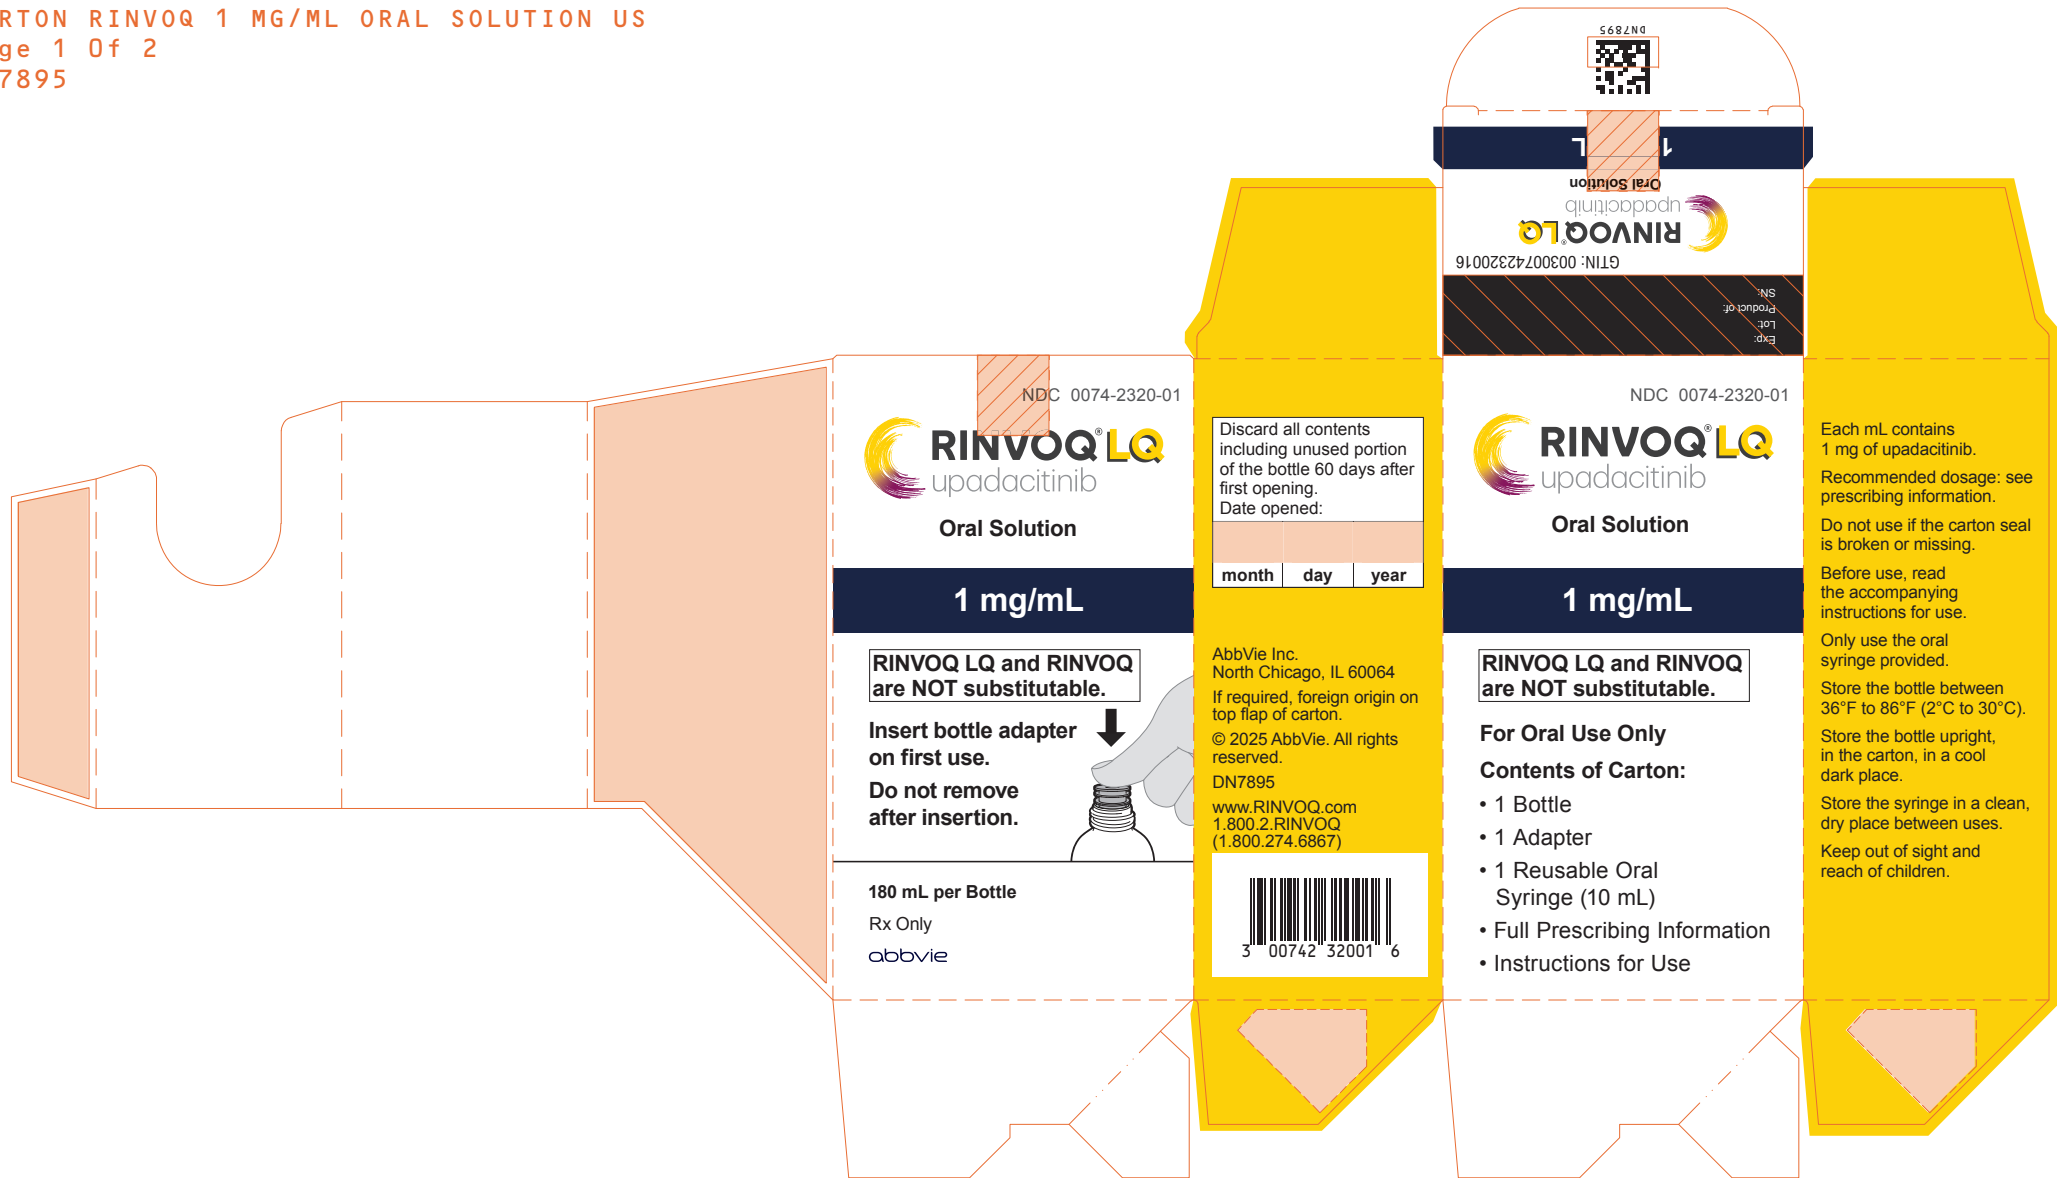 RTON RINVOQ 1 MG/ML ORAL SOLUTION US
ge 1 Of 2
7895
DN7895
1 L
Oral Solution
upadacitinib
RINVOQ® LQ
GTIN: 00300742320016
SN:
Product of:
Lot:
Exp:
NDC 0074-2320-01
RINVOQ® LQ
upadacitinib
Oral Solution
1 mg/mL
RINVOQ LQ and RINVOQ
are NOT substitutable.
Insert bottle adapter
on first use.
Do not remove
after insertion.
180 mL per Bottle
Rx Only
abbvie
Discard all contents
including unused portion
of the bottle 60 days after
first opening.
Date opened:
month day year
AbbVie Inc.
North Chicago, IL 60064
If required, foreign origin on
top flap of carton.
© 2025 AbbVie. All rights
reserved.
DN7895
www.RINVOQ.com
1.800.2.RINVOQ
(1.800.274.6867)
3 00742 32001 6
NDC 0074-2320-01
RINVOQ® LQ
upadacitinib
Oral Solution
1 mg/mL
RINVOQ LQ and RINVOQ
are NOT substitutable.
For Oral Use Only
Contents of Carton:
• 1 Bottle
• 1 Adapter
• 1 Reusable Oral
Syringe (10 mL)
• Full Prescribing Information
• Instructions for Use
Each mL contains
1 mg of upadacitinib.
Recommended dosage: see
prescribing information.
Do not use if the carton seal
is broken or missing.
Before use, read
the accompanying
instructions for use.
Only use the oral
syringe provided.
Store the bottle between
36°F to 86°F (2°C to 30°C).
Store the bottle upright,
in the carton, in a cool
dark place.
Store the syringe in a clean,
dry place between uses.
Keep out of sight and
reach of children.